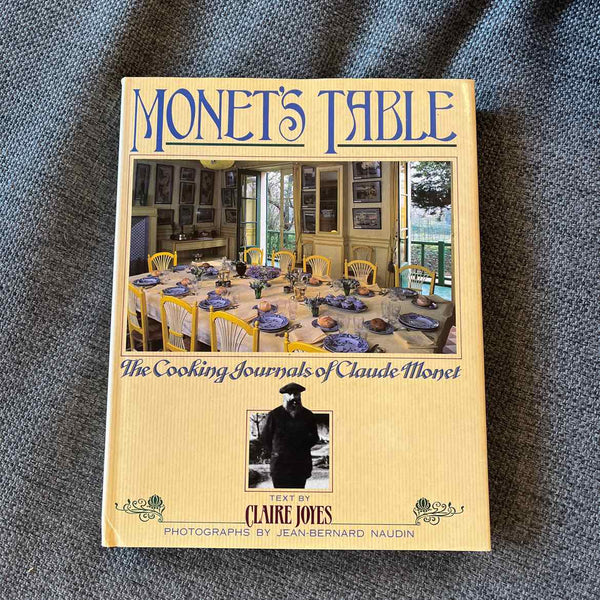 MONET'S TABLE
The Cooking Journals of Claude Monet
TEXT BY
CLAIRE JOYES
PHOTOGRAPHS BY JEAN-BERNARD NAUDIN